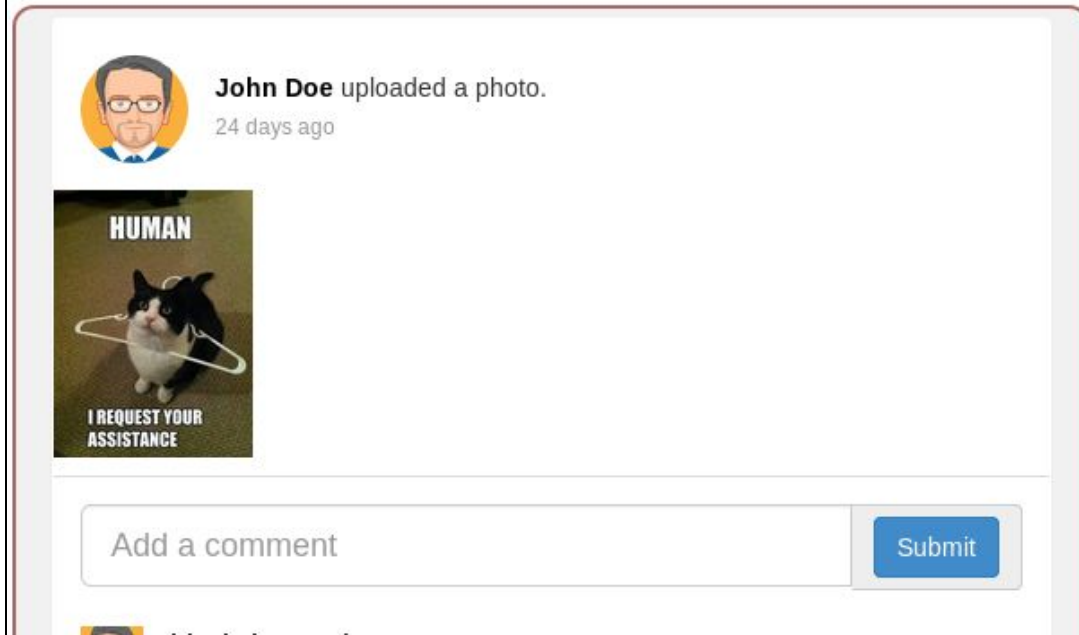 John Doe uploaded a photo.
24 days ago
HUMAN
I REQUEST YOUR
ASSISTANCE
Add a comment
Submit